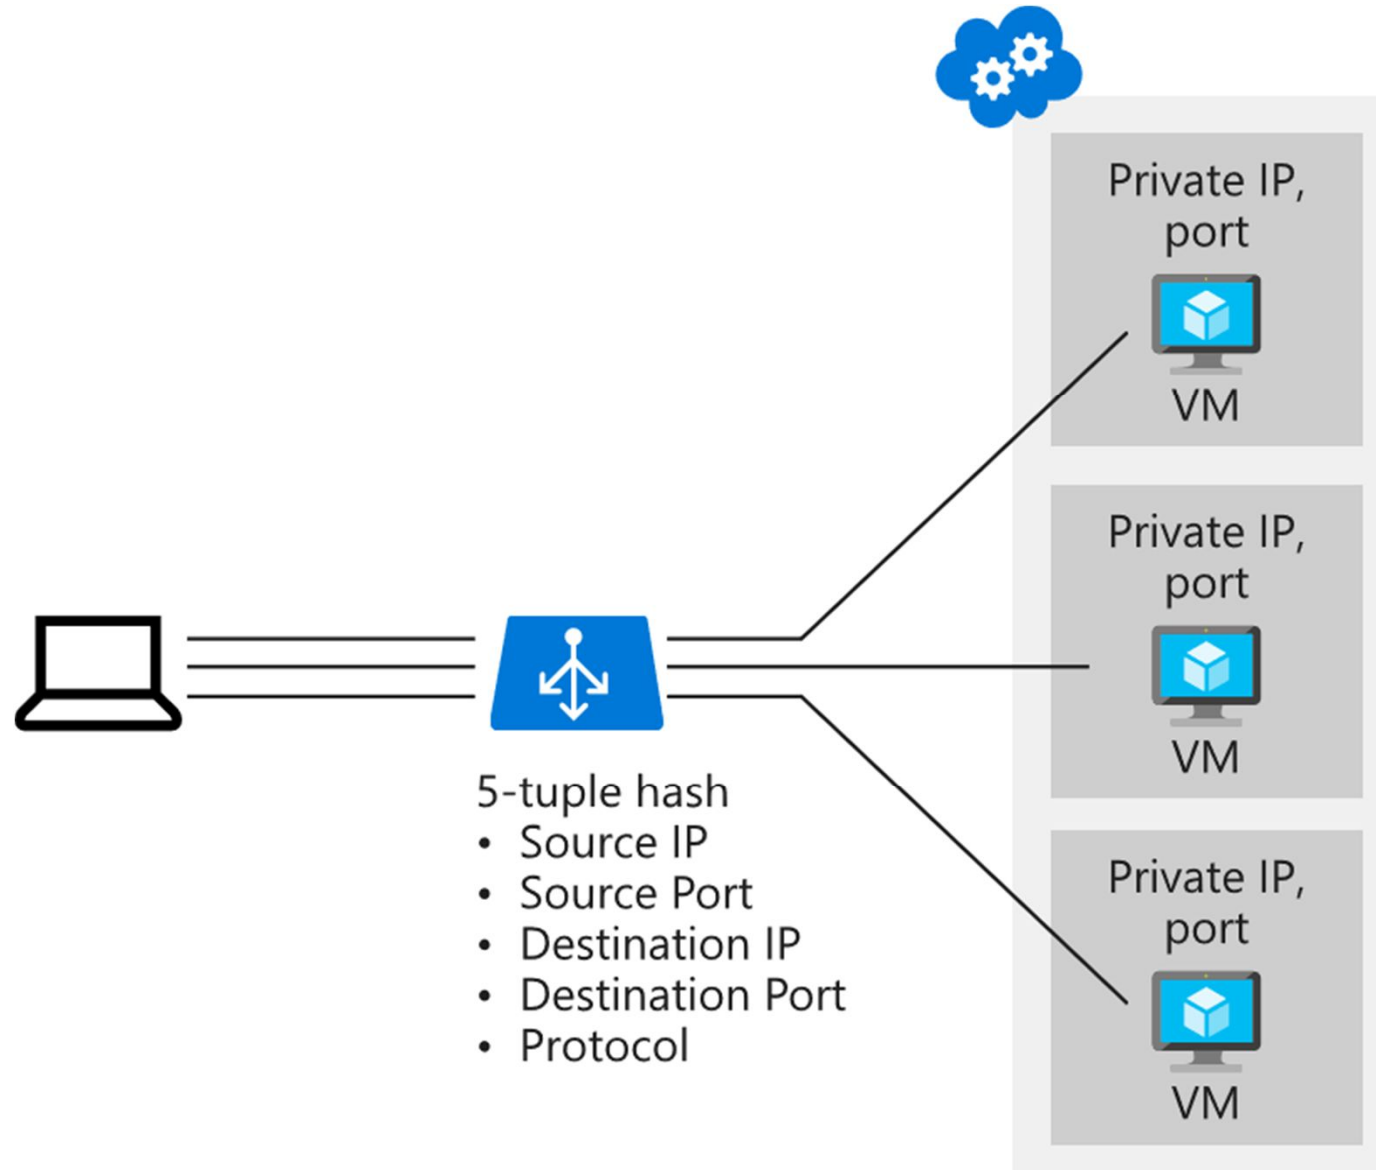 Private IP,
port
VM
Private IP,
port
VM
5-tuple hash
• Source IP
• Source Port
• Destination IP
• Destination Port
• Protocol
Private IP,
port
VM